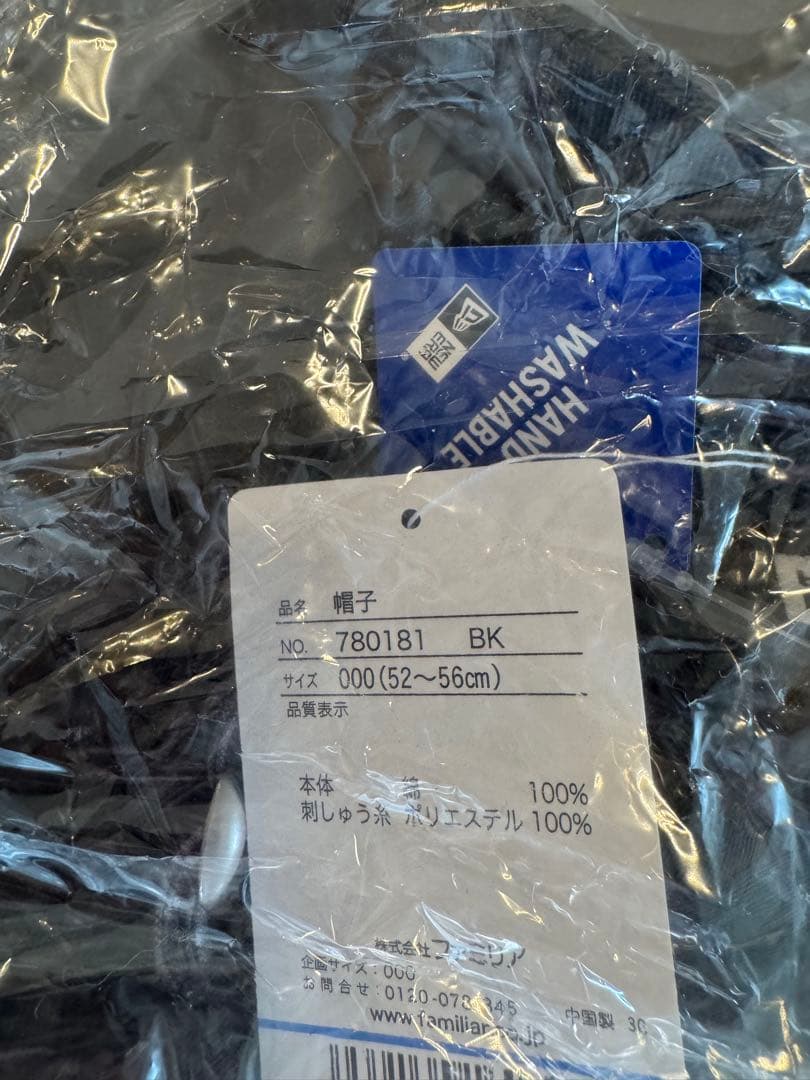 NEW ERA
HAND
WASHABLE
品名 帽子
NO. 780181 BK
サイズ 000(52〜56cm)
品質表示
本体 綿 100%
刺しゅう糸 ポリエステル 100%
株式会社ファミリア
企画サイズ:000
お問合せ:0120-078-345
中国製
www.familiar.co.jp